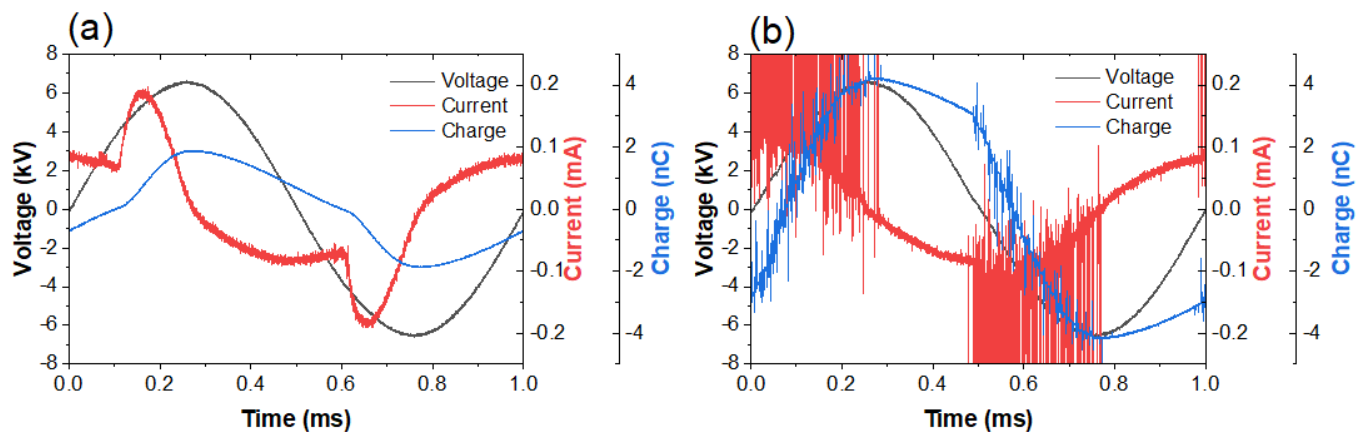 (a)
Voltage (kV)
8
6
4
2
0
−2
−4
−6
−8
Voltage
Current
Charge
0.2
0.1
0.0
−0.1
−0.2
Current (mA)
4
2
0
−2
−4
Charge (nC)
0.0 0.2 0.4 0.6 0.8 1.0
Time (ms)
(b)
Voltage (kV)
8
6
4
2
0
−2
−4
−6
−8
Voltage
Current
Charge
0.2
0.1
0.0
−0.1
−0.2
Current (mA)
4
2
0
−2
−4
Charge (nC)
0.0 0.2 0.4 0.6 0.8 1.0
Time (ms)